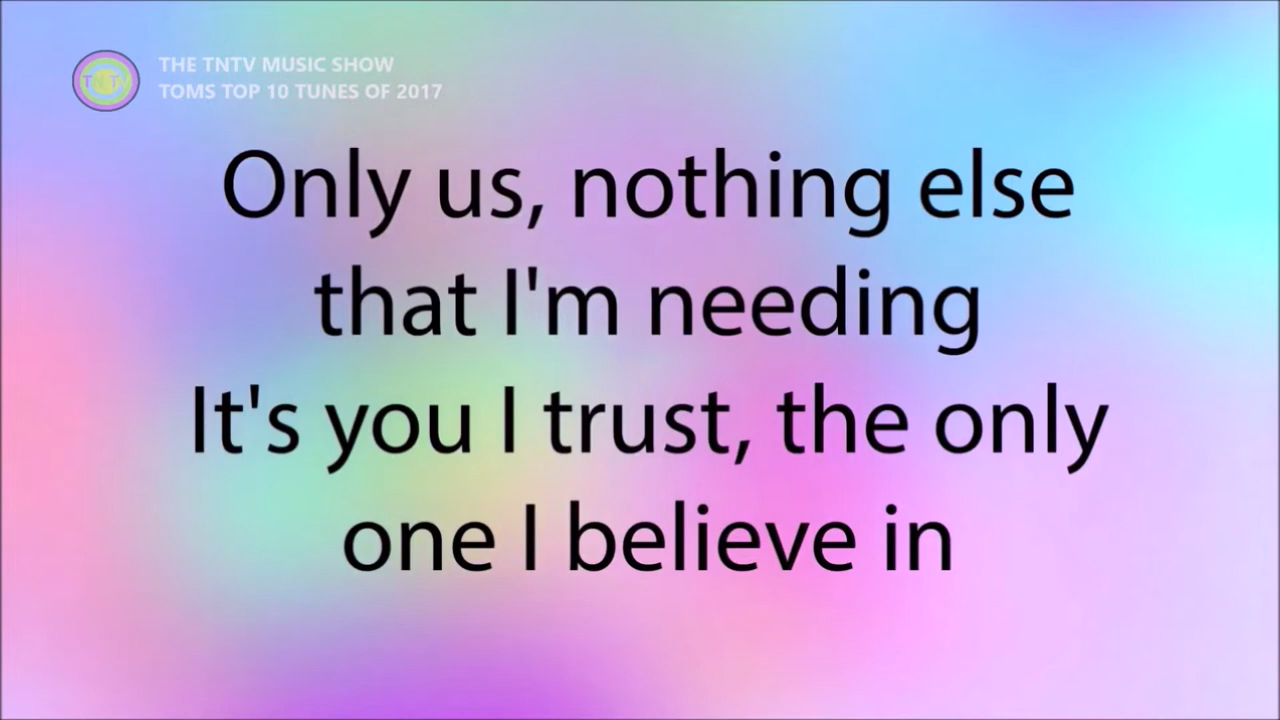 TNTV
THE TNTV MUSIC SHOW
TOMS TOP 10 TUNES OF 2017
Only us, nothing else
that I'm needing
It's you I trust, the only
one I believe in